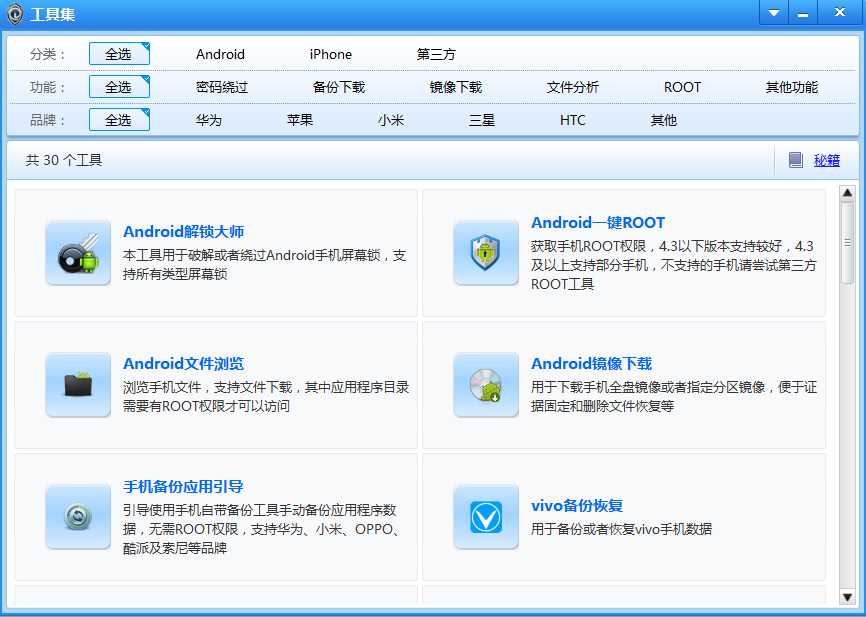 工具集
分类： 全选 Android iPhone 第三方
功能： 全选 密码绕过 备份下载 镜像下载 文件分析 ROOT 其他功能
品牌： 全选 华为 苹果 小米 三星 HTC 其他
共 30 个工具 秘籍
Android解锁大师
本工具用于破解或者绕过Android手机屏幕锁，支
持所有类型屏幕锁
Android一键ROOT
获取手机ROOT权限，4.3以下版本支持较好，4.3
及以上支持部分手机，不支持的手机请尝试第三方
ROOT工具
Android文件浏览
浏览手机文件，支持文件下载，其中应用程序目录
需要有ROOT权限才可以访问
Android镜像下载
用于下载手机全盘镜像或者指定分区镜像，便于证
据固定和删除文件恢复等
手机备份应用引导
引导使用手机自带备份工具手动备份应用程序数
据，无需ROOT权限，支持华为、小米、OPPO、
酷派及索尼等品牌
vivo备份恢复
用于备份或者恢复vivo手机数据